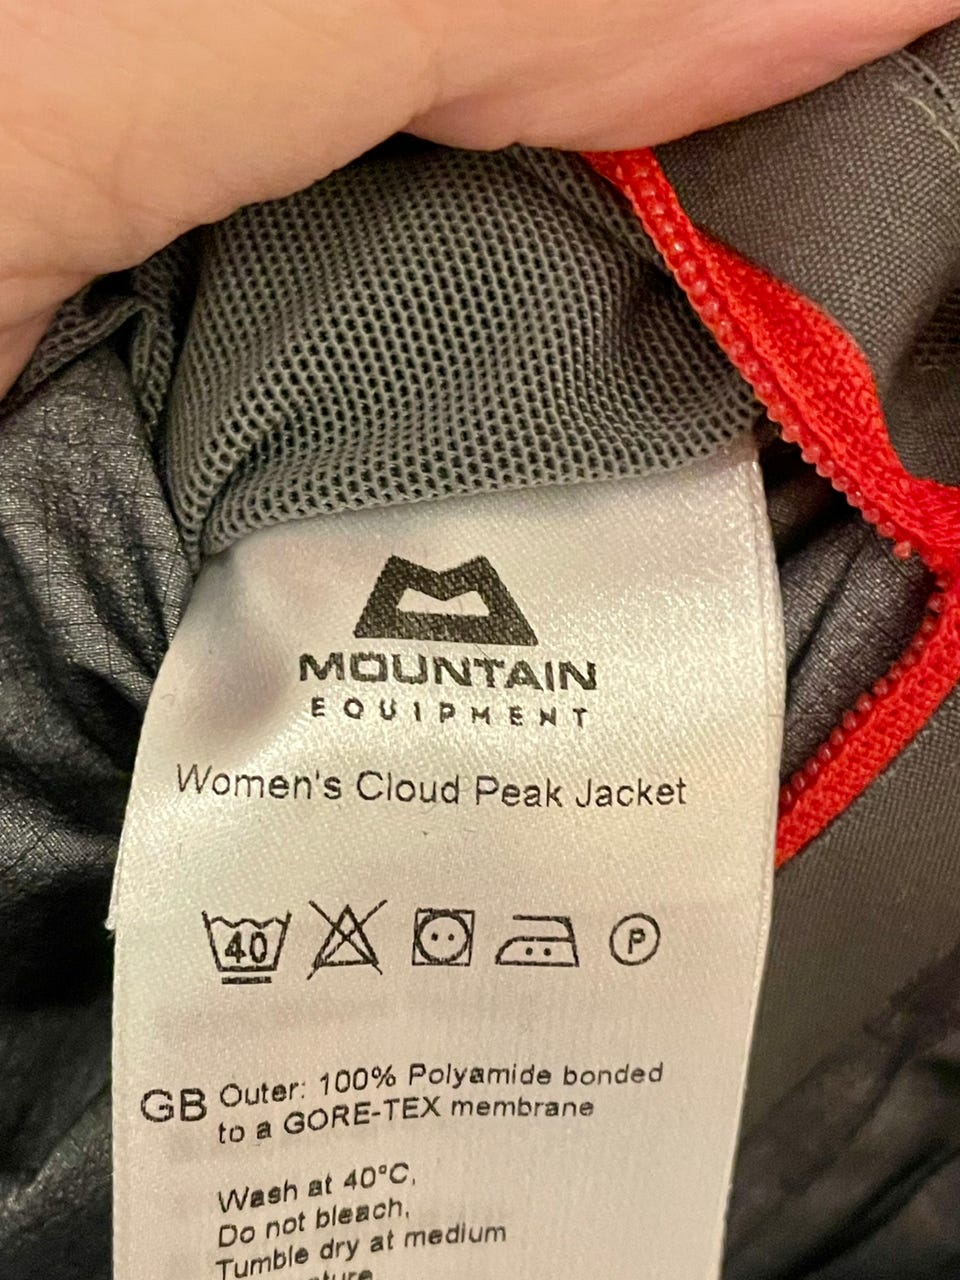 MOUNTAIN
EQUIPMENT
Women's Cloud Peak Jacket
40 P
GB Outer: 100% Polyamide bonded
to a GORE-TEX membrane
Wash at 40°C,
Do not bleach,
Tumble dry at medium